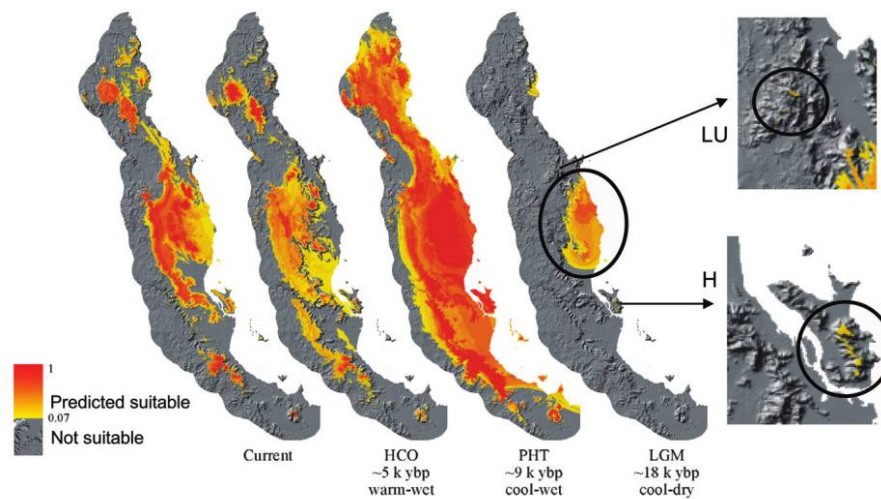 LU
H
1
Predicted suitable
0.07
Not suitable
Current
HCO
~5 k ybp
warm-wet
PHT
~9 k ybp
cool-wet
LGM
~18 k ybp
cool-dry